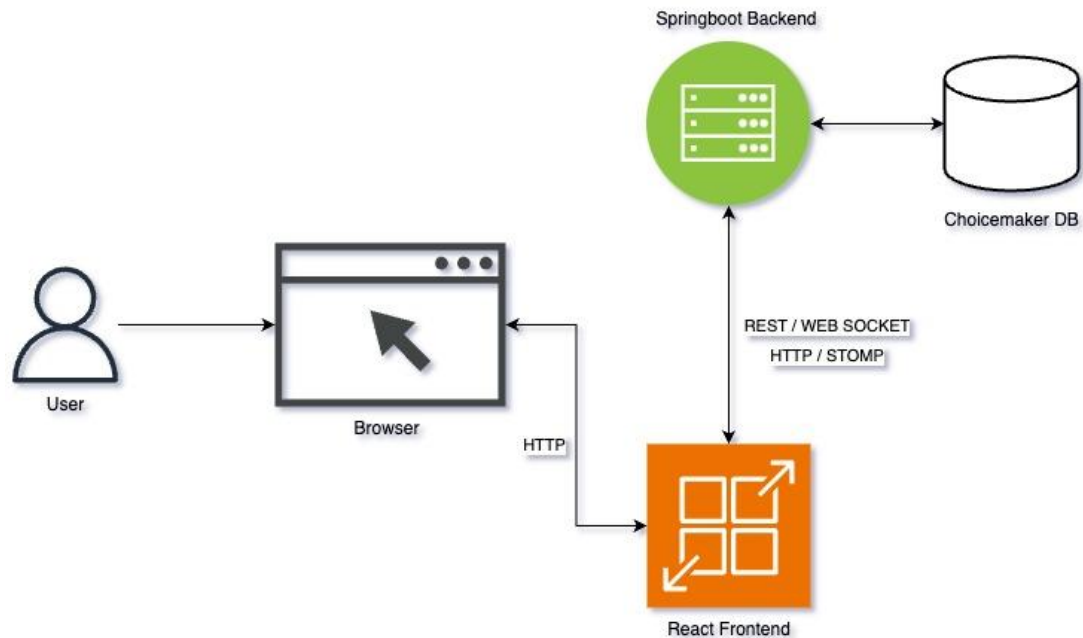 Springboot Backend
Choicemaker DB
REST / WEB SOCKET
HTTP / STOMP
User
Browser
HTTP
React Frontend